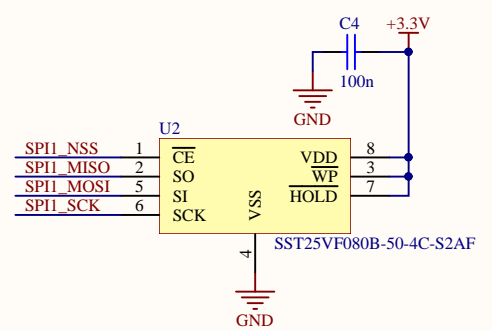 C4
+3.3V
100n
GND
U2
SPI1_NSS 1 CE VDD 8
SPI1_MISO 2 SO WP 3
SPI1_MOSI 5 SI HOLD 7
SPI1_SCK 6 SCK
VSS
4
SST25VF080B-50-4C-S2AF
GND